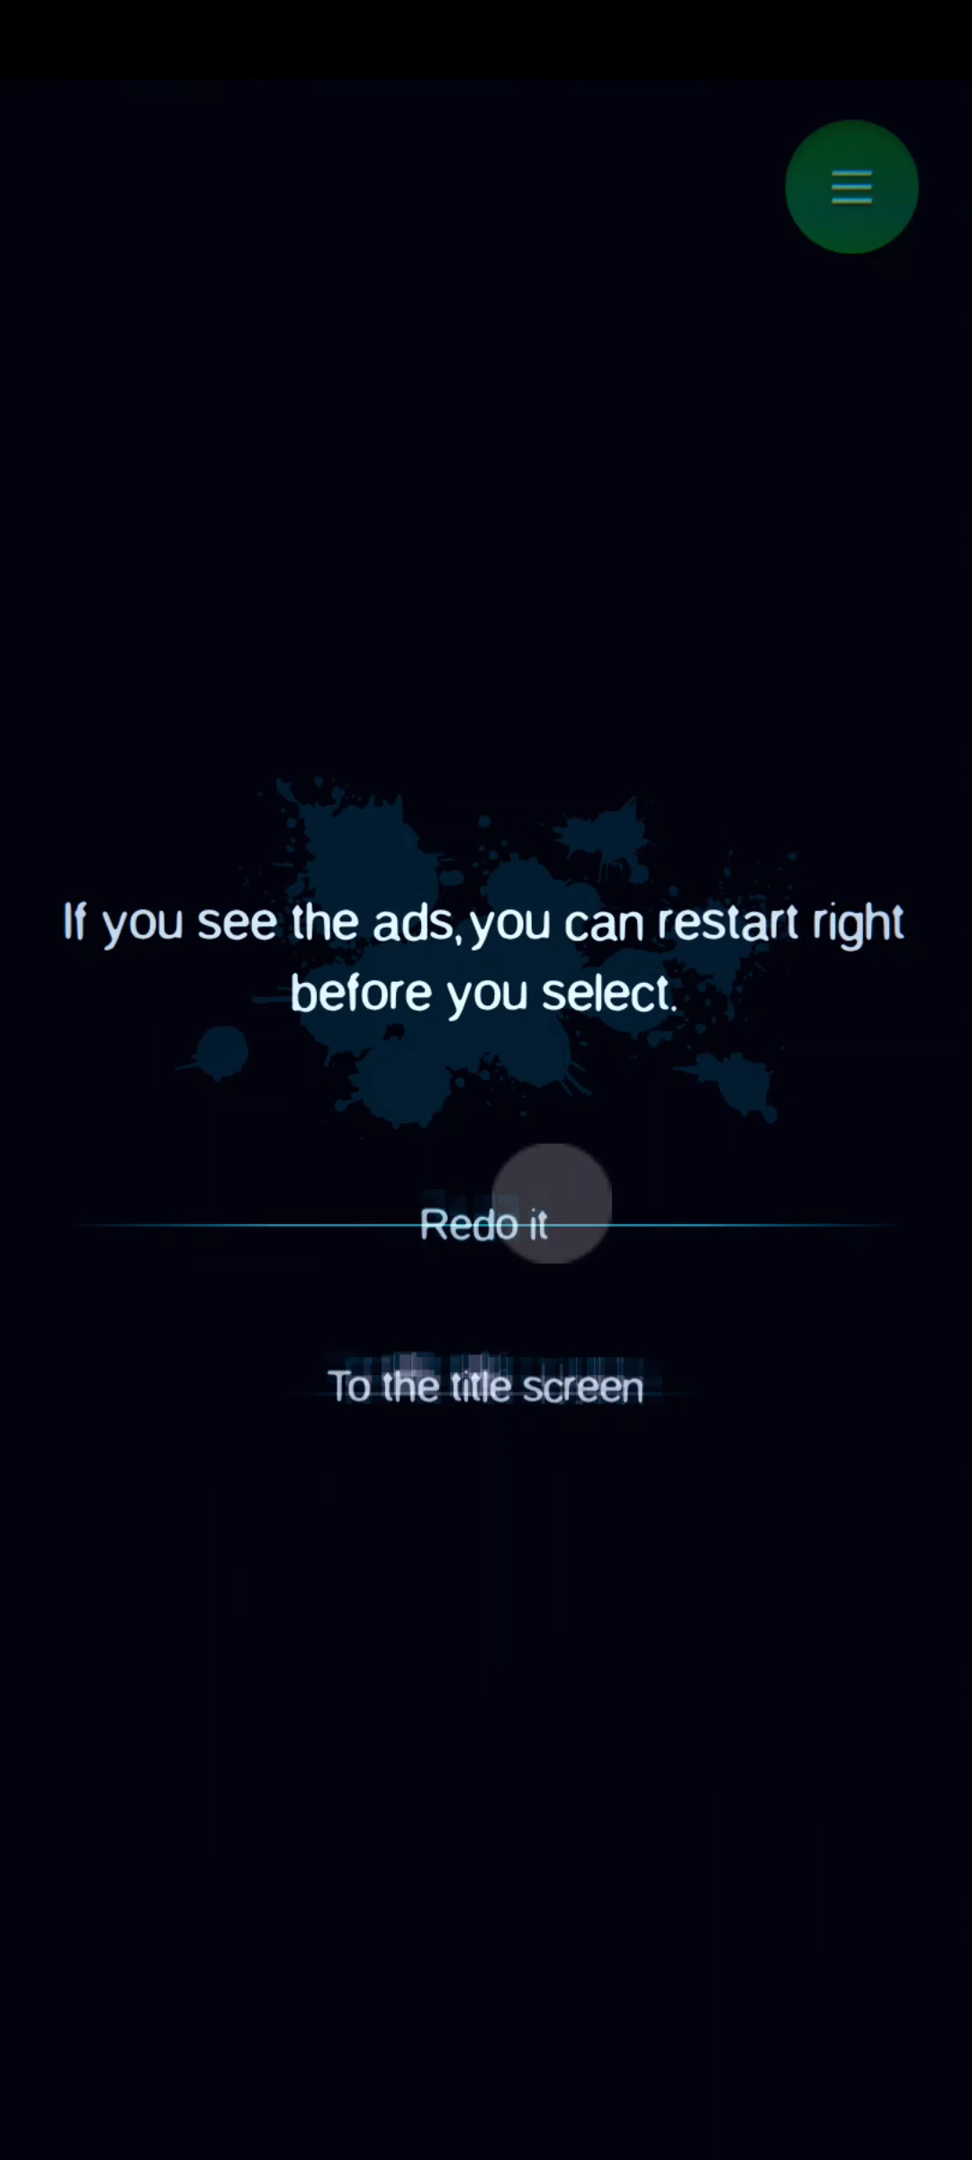 If you see the ads,you can restart right
before you select.
Redo it
To the title screen